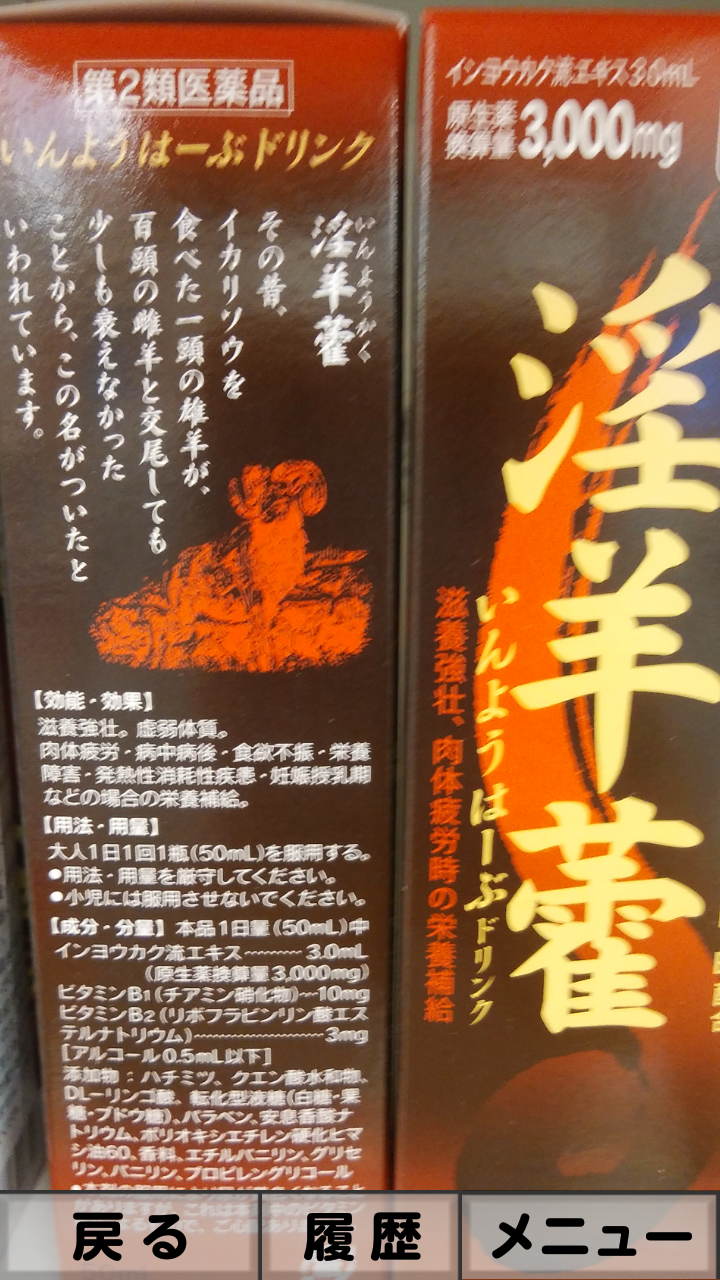 第2類医薬品
いんようはーぶドリンク
いんようかく
淫羊藿
その昔、
イカリソウを
食べた一頭の雄羊が、
百頭の雌羊と交尾しても
少しも衰えなかった
ことから、この名がついたと
いわれています。
【効能・効果】
滋養強壮。虚弱体質。
肉体疲労・病中病後・食欲不振・栄養
障害・発熱性消耗性疾患・妊娠授乳期
などの場合の栄養補給。
【用法・用量】
大人1日1回1瓶(50mL)を服用する。
●用法・用量を厳守してください。
●小児には服用させないでください。
【成分・分量】本品1日量(50mL)中
インヨウカク流エキス………3.0mL
(原生薬換算量3,000mg)
ビタミンB1(チアミン硝化物)…10mg
ビタミンB2(リボフラビンリン酸エス
テルナトリウム)…………………3mg
[アルコール0.5mL以下]
添加物:ハチミツ、クエン酸水和物、
DL-リンゴ酸、転化型液糖(白糖・果
糖・ブドウ糖)、パラベン、安息香酸ナ
トリウム、ポリオキシエチレン硬化ヒマ
シ油60、香料、エチルバニリン、グリセ
リン、バニリン、プロピレングリコール
インヨウカク流エキス3.0mL
原生薬
換算量3,000mg
淫羊藿
いんようはーぶドリンク
滋養強壮、肉体疲労時の栄養補給
戻る
履歴
メニュー